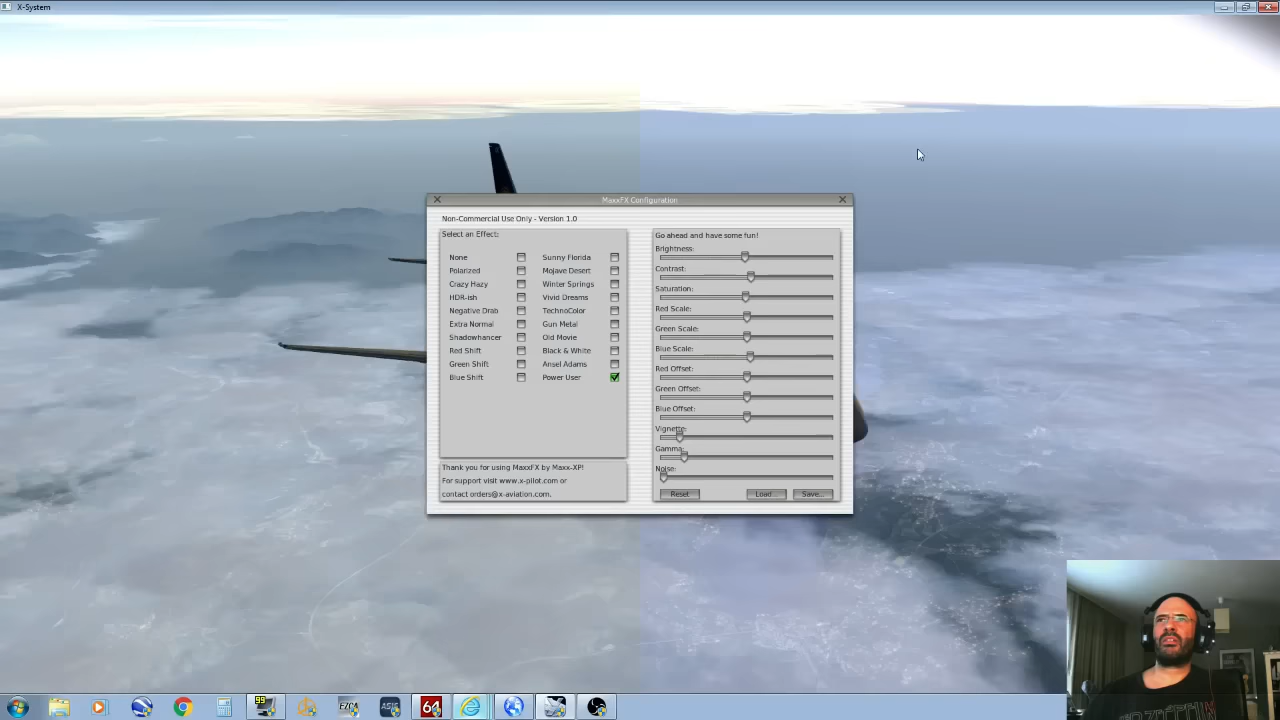 X-System
MaxxFX Configuration
Non-Commercial Use Only - Version 1.0
Select an Effect:
None
Sunny Florida
Polarized
Mojave Desert
Crazy Hazy
Winter Springs
HDR-ish
Vivid Dreams
Negative Drab
TechnoColor
Extra Normal
Gun Metal
Shadowhancer
Old Movie
Red Shift
Black & White
Green Shift
Ansel Adams
Blue Shift
Power User
Thank you for using MaxxFX by Maxx-XP!
For support visit www.x-pilot.com or
contact orders@x-aviation.com.
Go ahead and have some fun!
Brightness:
Contrast:
Saturation:
Red Scale:
Green Scale:
Blue Scale:
Red Offset:
Green Offset:
Blue Offset:
Vignette:
Gamma:
Noise:
Reset
Load...
Save...
99
EZCA
64